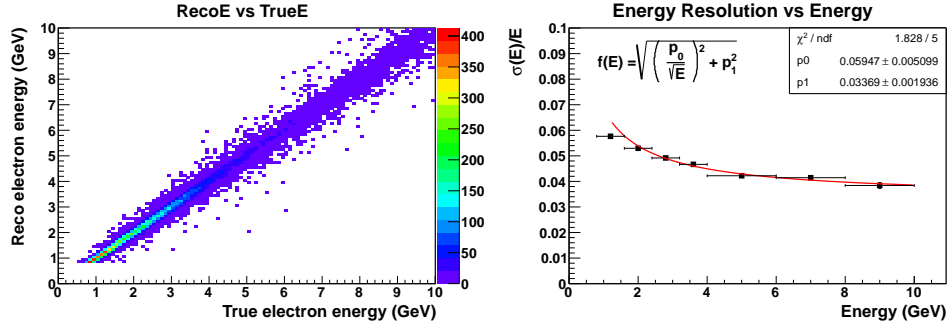 RecoE vs TrueE
Reco electron energy (GeV)
10
9
8
7
6
5
4
3
2
1
0
0 1 2 3 4 5 6 7 8 9 10
True electron energy (GeV)
400
350
300
250
200
150
100
50
0
Energy Resolution vs Energy
σ(E)/E
0.1
0.09
0.08
0.07
0.06
0.05
0.04
0.03
0.02
0.01
0
0 2 4 6 8 10
Energy (GeV)
f(E) = √((p₀/√E)² + p₁²)
χ² / ndf 1.828 / 5
p0 0.05947 ± 0.005099
p1 0.03369 ± 0.001936